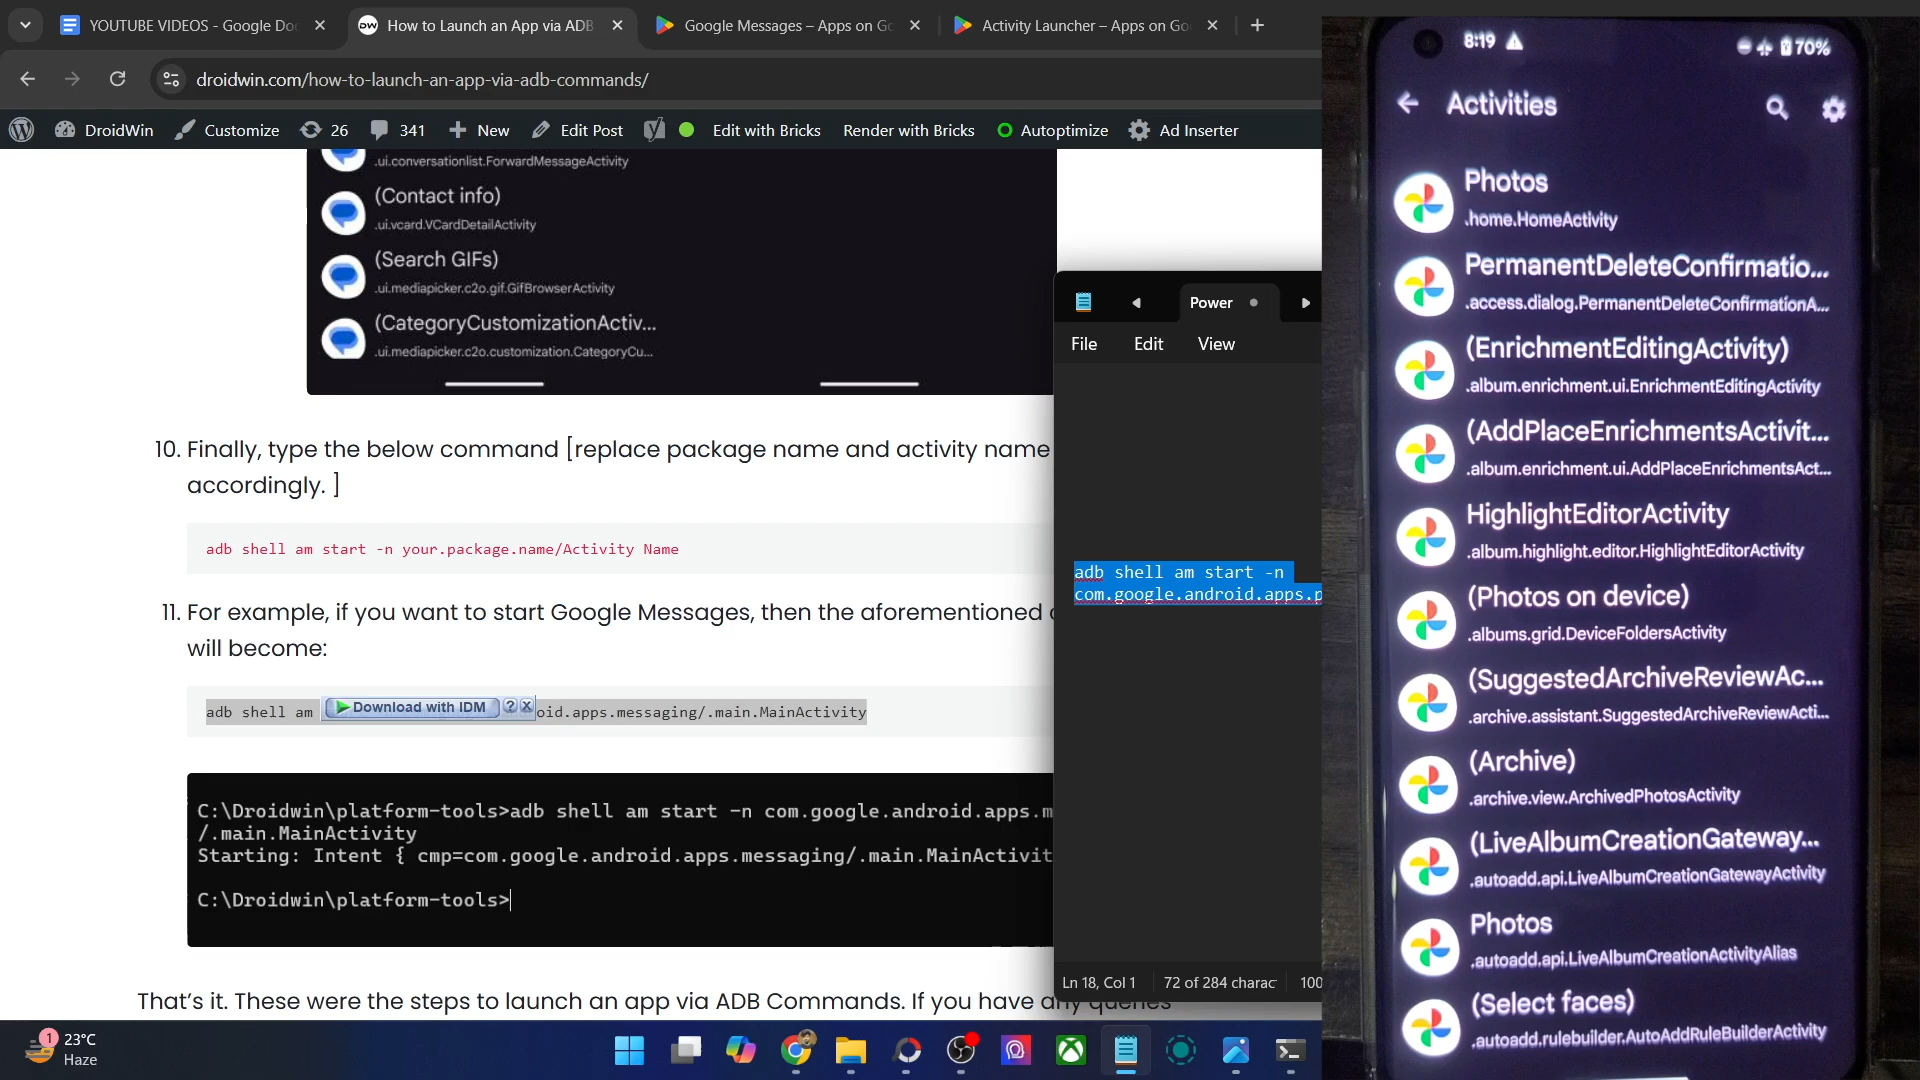 YOUTUBE VIDEOS - Google Do
How to Launch an App via ADB
Google Messages – Apps on Go
Activity Launcher – Apps on Go
droidwin.com/how-to-launch-an-app-via-adb-commands/
DroidWin
Customize
26
341
New
Edit Post
Edit with Bricks
Render with Bricks
Autoptimize
Ad Inserter
.ui.conversationlist.ForwardMessageActivity
(Contact info)
.ui.vcard.VCardDetailActivity
(Search GIFs)
.ui.mediapicker.c2o.gif.GifBrowserActivity
(CategoryCustomizationActiv...
.ui.mediapicker.c2o.customization.CategoryCu...
10. Finally, type the below command [replace package name and activity name
accordingly. ]
adb shell am start -n your.package.name/Activity Name
11. For example, if you want to start Google Messages, then the aforementioned
will become:
adb shell am
Download with IDM
?
X
oid.apps.messaging/.main.MainActivity
C:\Droidwin\platform-tools>adb shell am start -n com.google.android.apps.m
/.main.MainActivity
Starting: Intent { cmp=com.google.android.apps.messaging/.main.MainActivit
C:\Droidwin\platform-tools>
That's it. These were the steps to launch an app via ADB Commands. If you have any queries
Power
File
Edit
View
adb shell am start -n
com.google.android.apps.p
Ln 18, Col 1
72 of 284 charac
100
1
23°C
Haze
8:19
70%
Activities
Photos
.home.HomeActivity
PermanentDeleteConfirmatio...
.access.dialog.PermanentDeleteConfirmationA...
(EnrichmentEditingActivity)
.album.enrichment.ui.EnrichmentEditingActivity
(AddPlaceEnrichmentsActivit...
.album.enrichment.ui.AddPlaceEnrichmentsAct...
HighlightEditorActivity
.album.highlight.editor.HighlightEditorActivity
(Photos on device)
.albums.grid.DeviceFoldersActivity
(SuggestedArchiveReviewAc...
.archive.assistant.SuggestedArchiveReviewActi...
(Archive)
.archive.view.ArchivedPhotosActivity
(LiveAlbumCreationGateway...
.autoadd.api.LiveAlbumCreationGatewayActivity
Photos
.autoadd.api.LiveAlbumCreationActivityAlias
(Select faces)
.autoadd.rulebuilder.AutoAddRuleBuilderActivity